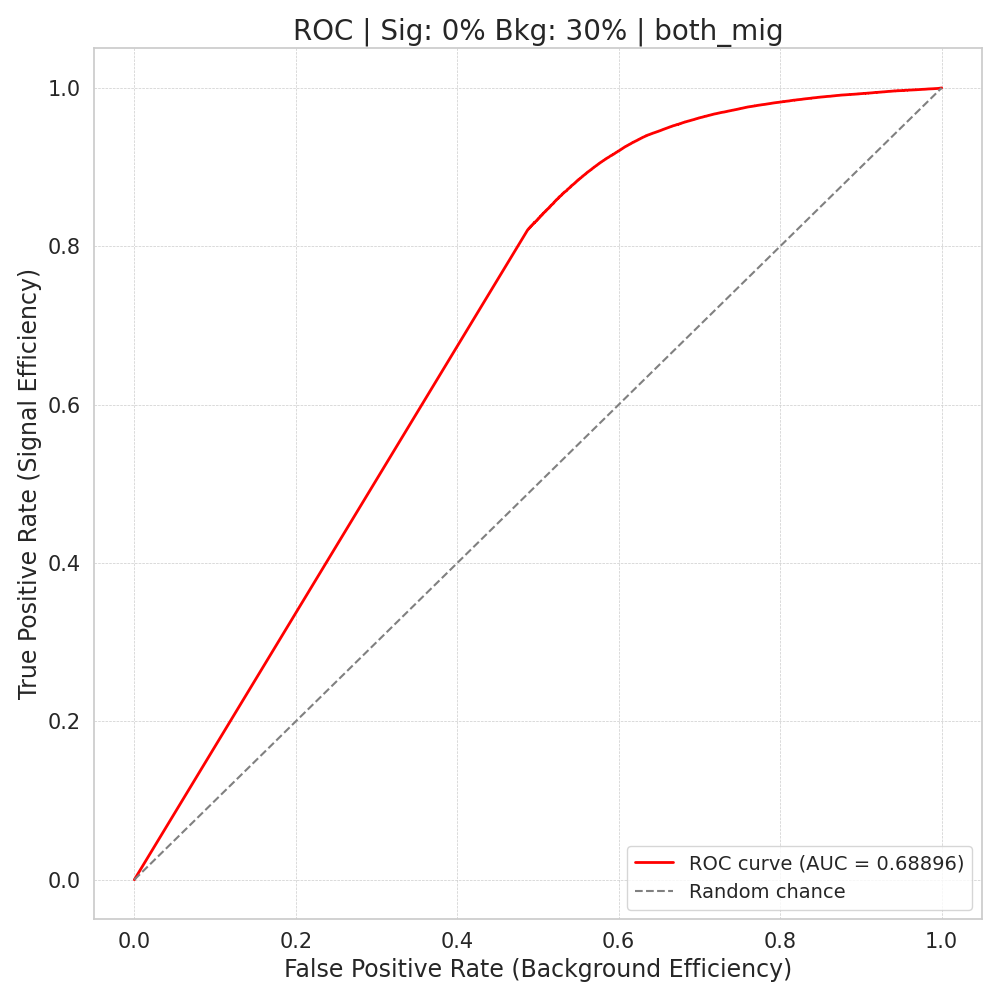 ROC | Sig: 0% Bkg: 30% | both_mig
True Positive Rate (Signal Efficiency)
1.0
0.8
0.6
0.4
0.2
0.0
ROC curve (AUC = 0.68896)
Random chance
0.0 0.2 0.4 0.6 0.8 1.0
False Positive Rate (Background Efficiency)